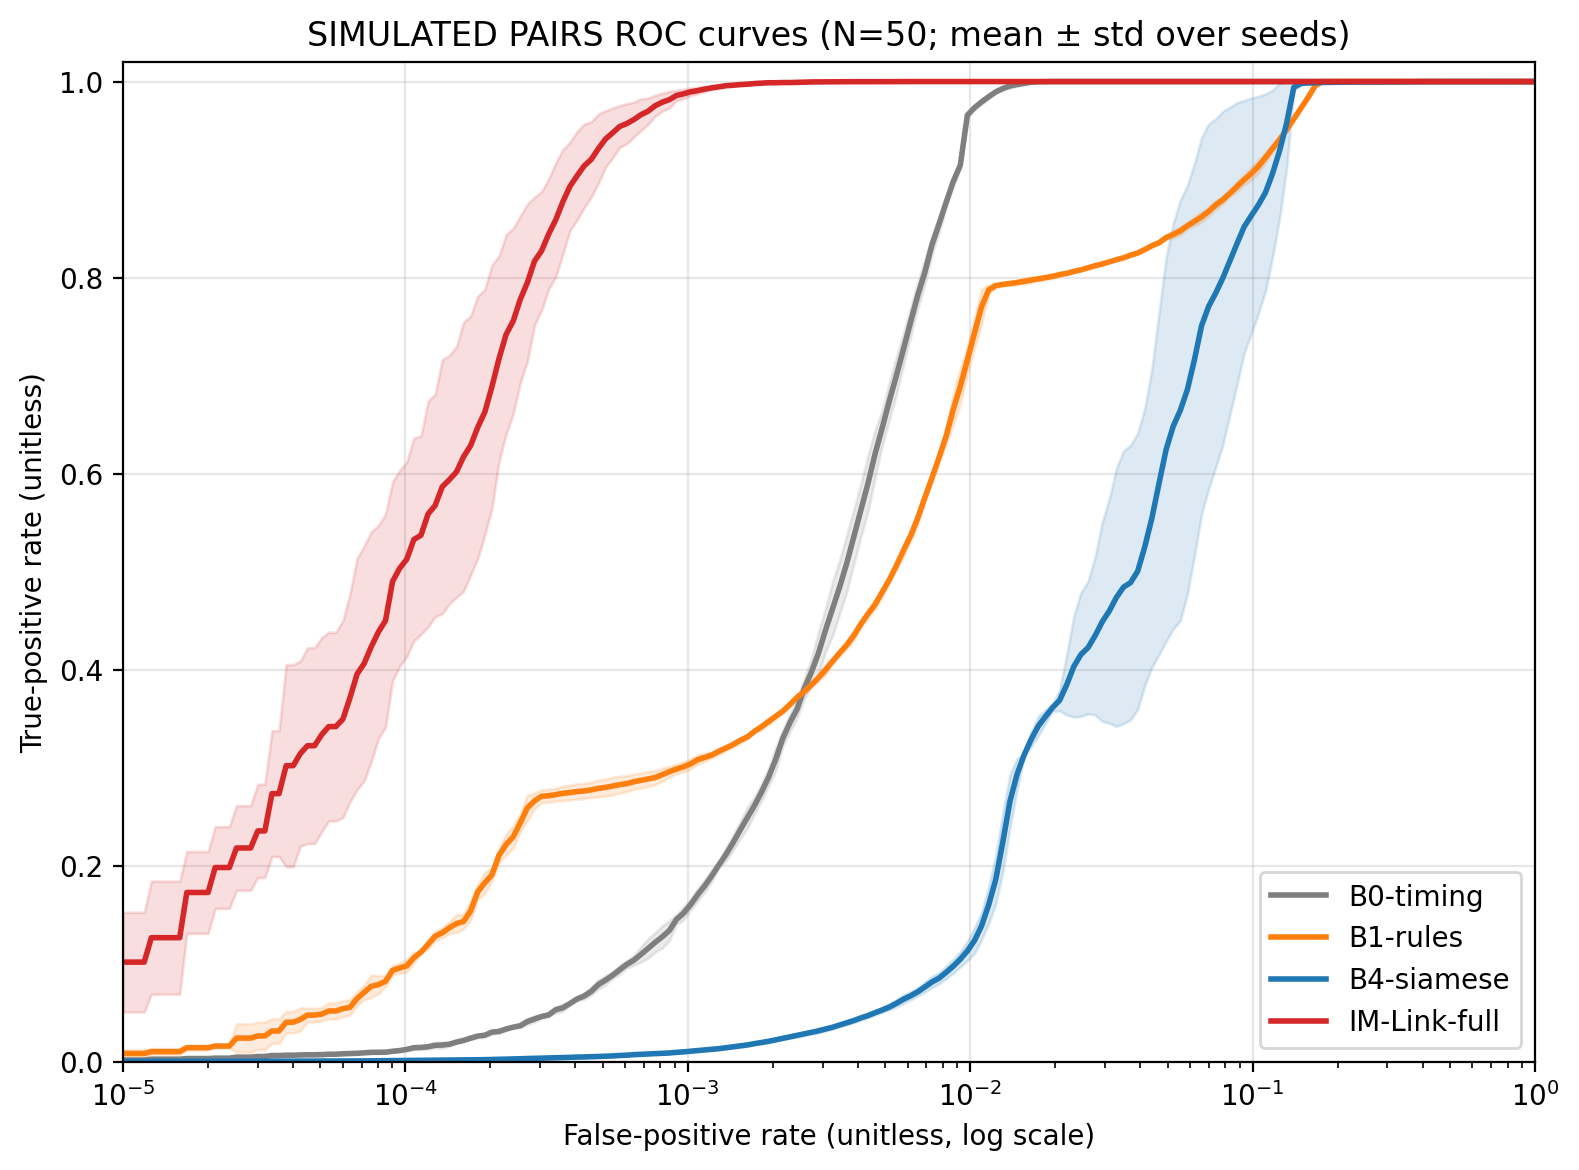 SIMULATED PAIRS ROC curves (N=50; mean ± std over seeds)
True-positive rate (unitless)
1.0
0.8
0.6
0.4
0.2
0.0
10⁻⁵
10⁻⁴
10⁻³
10⁻²
10⁻¹
10⁰
False-positive rate (unitless, log scale)
B0-timing
B1-rules
B4-siamese
IM-Link-full